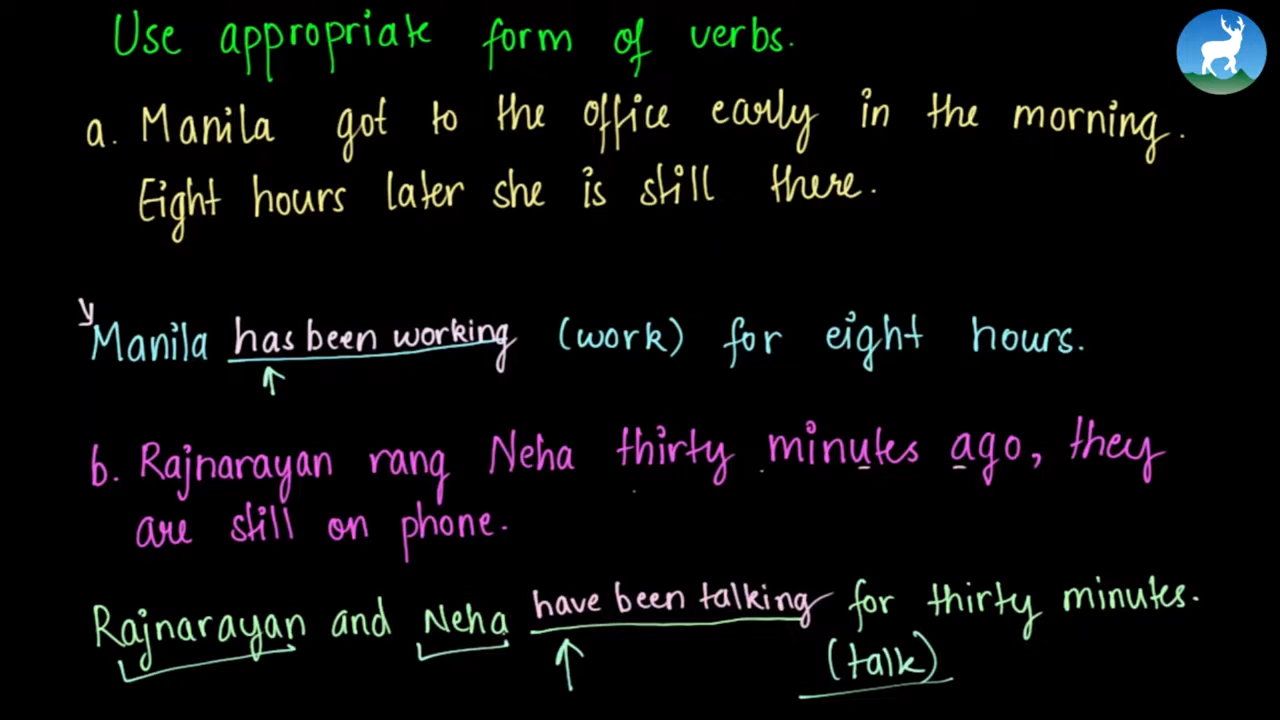 Use appropriate form of verbs.
a. Manila got to the office early in the morning.
Eight hours later she is still there.
Manila has been working (work) for eight hours.
b. Rajnarayan rang Neha thirty minutes ago, they
are still on phone.
Rajnarayan and Neha have been talking for thirty minutes.
(talk)